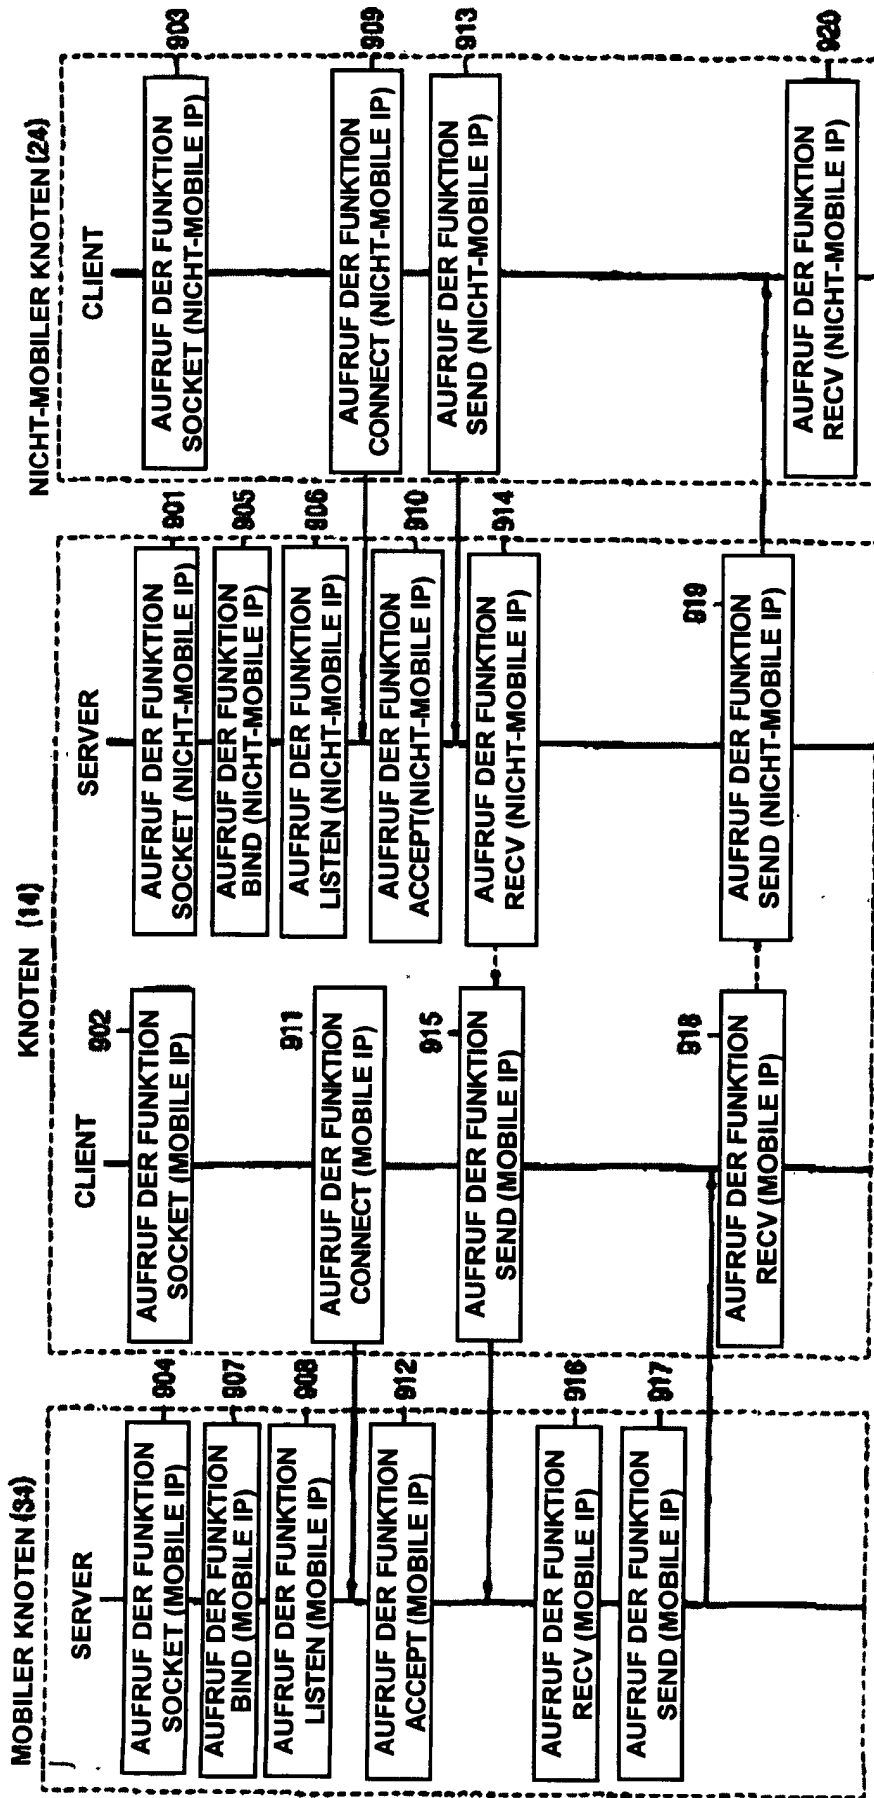 MOBILER KNOTEN (34)
SERVER
AUFRUF DER FUNKTION
SOCKET (MOBILE IP)
904
AUFRUF DER FUNKTION
BIND (MOBILE IP)
907
AUFRUF DER FUNKTION
LISTEN (MOBILE IP)
908
AUFRUF DER FUNKTION
ACCEPT (MOBILE IP)
912
AUFRUF DER FUNKTION
RECV (MOBILE IP)
916
AUFRUF DER FUNKTION
SEND (MOBILE IP)
917
KNOTEN (14)
CLIENT
902
AUFRUF DER FUNKTION
SOCKET (MOBILE IP)
911
AUFRUF DER FUNKTION
CONNECT (MOBILE IP)
915
AUFRUF DER FUNKTION
SEND (MOBILE IP)
918
AUFRUF DER FUNKTION
RECV (MOBILE IP)
SERVER
AUFRUF DER FUNKTION
SOCKET (NICHT-MOBILE IP)
901
AUFRUF DER FUNKTION
BIND (NICHT-MOBILE IP)
905
AUFRUF DER FUNKTION
LISTEN (NICHT-MOBILE IP)
906
AUFRUF DER FUNKTION
ACCEPT(NICHT-MOBILE IP)
910
AUFRUF DER FUNKTION
RECV (NICHT-MOBILE IP)
914
919
AUFRUF DER FUNKTION
SEND (NICHT-MOBILE IP)
NICHT-MOBILER KNOTEN (24)
CLIENT
AUFRUF DER FUNKTION
SOCKET (NICHT-MOBILE IP)
903
AUFRUF DER FUNKTION
CONNECT (NICHT-MOBILE IP)
909
AUFRUF DER FUNKTION
SEND (NICHT-MOBILE IP)
913
AUFRUF DER FUNKTION
RECV (NICHT-MOBILE IP)
920